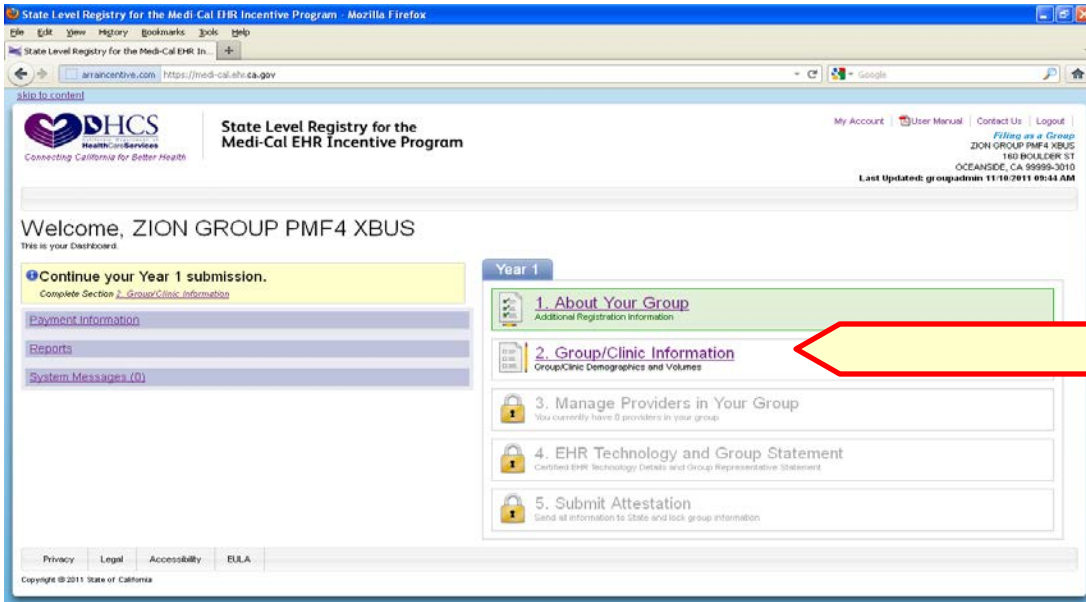 State Level Registry for the Medi-Cal EHR Incentive Program - Mozilla Firefox
File Edit View History Bookmarks Tools Help
State Level Registry for the Medi-Cal EHR In... +
arraincentive.com https://medi-cal.ehr.ca.gov
Google
skip to content
DHCS
HealthCareServices
Connecting California for Better Health
State Level Registry for the
Medi-Cal EHR Incentive Program
My Account User Manual Contact Us Logout
Filing as a Group
ZION GROUP PMF4 XBUS
160 BOULDER ST
OCEANSIDE, CA 99999-3010
Last Updated: groupadmin 11/10/2011 09:44 AM
Welcome, ZION GROUP PMF4 XBUS
This is your Dashboard.
Continue your Year 1 submission.
Complete Section 2. Group/Clinic Information
Payment Information
Reports
System Messages (0)
Year 1
1. About Your Group
Additional Registration Information
2. Group/Clinic Information
Group/Clinic Demographics and Volumes
3. Manage Providers in Your Group
You currently have 0 providers in your group
4. EHR Technology and Group Statement
Certified EHR Technology Details and Group Representative Statement
5. Submit Attestation
Send all information to State and lock group information
Privacy Legal Accessibility EULA
Copyright © 2011 State of California